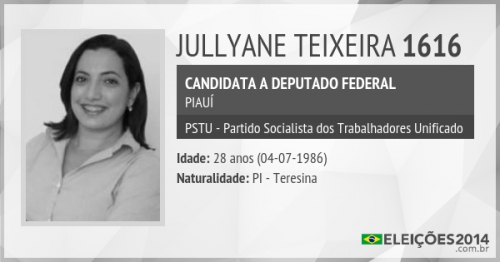 JULLYANE TEIXEIRA 1616
CANDIDATA A DEPUTADO FEDERAL
PIAUÍ
PSTU - Partido Socialista dos Trabalhadores Unificado
Idade: 28 anos (04-07-1986)
Naturalidade: PI - Teresina
ELEIÇÕES2014
.com.br